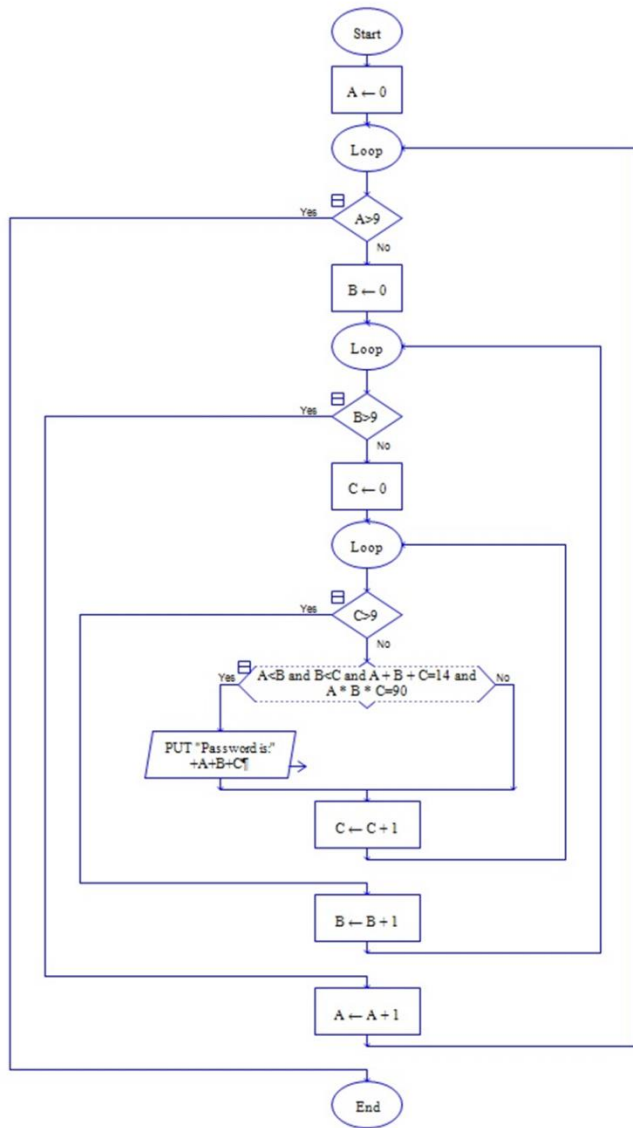 Start
A ← 0
Loop
Yes
A>9
No
B ← 0
Loop
Yes
B>9
No
C ← 0
Loop
Yes
C>9
No
Yes
A<B and B<C and A + B + C=14 and
A * B * C=90
No
PUT "Password is:"
+A+B+C¶
C ← C + 1
B ← B + 1
A ← A + 1
End